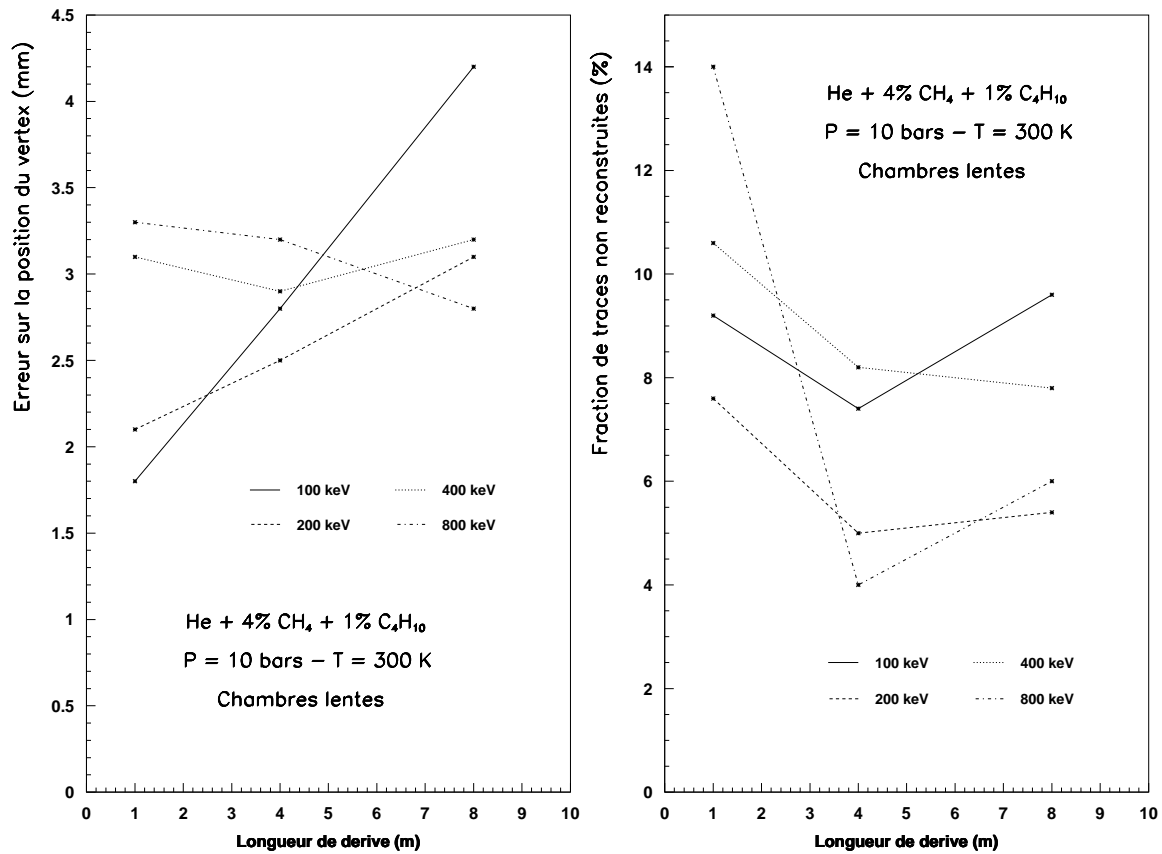 Erreur sur la position du vertex (mm)
4.5
4
3.5
3
2.5
2
1.5
1
0.5
0
100 keV
400 keV
200 keV
800 keV
He + 4% CH₄ + 1% C₄H₁₀
P = 10 bars – T = 300 K
Chambres lentes
0 1 2 3 4 5 6 7 8 9 10
Longueur de derive (m)
Fraction de traces non reconstruites (%)
14
12
10
8
6
4
2
0
He + 4% CH₄ + 1% C₄H₁₀
P = 10 bars – T = 300 K
Chambres lentes
100 keV
400 keV
200 keV
800 keV
0 1 2 3 4 5 6 7 8 9 10
Longueur de derive (m)